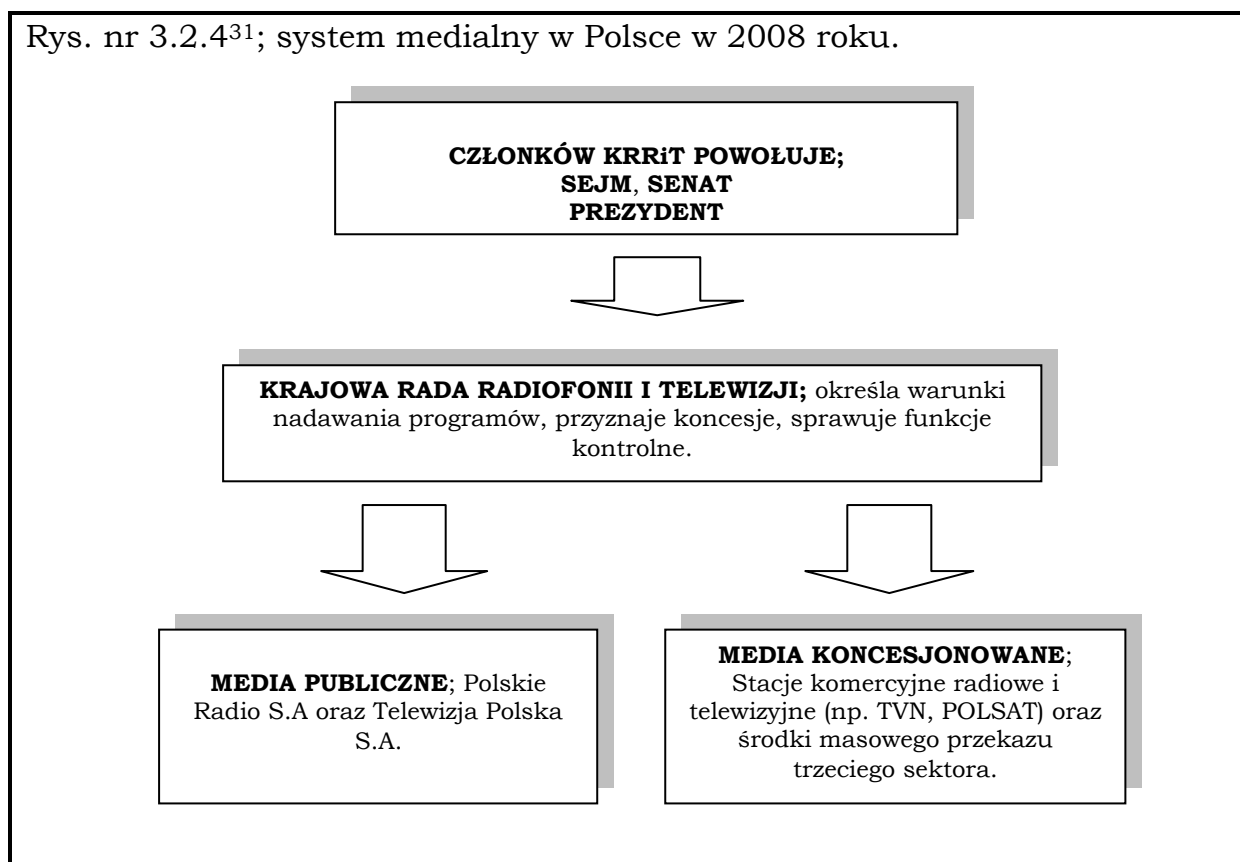 Rys. nr 3.2.4³¹; system medialny w Polsce w 2008 roku.
CZŁONKÓW KRRiT POWOŁUJE;
SEJM, SENAT
PREZYDENT
KRAJOWA RADA RADIOFONII I TELEWIZJI; określa warunki
nadawania programów, przyznaje koncesje, sprawuje funkcje
kontrolne.
MEDIA PUBLICZNE; Polskie
Radio S.A oraz Telewizja Polska
S.A.
MEDIA KONCESJONOWANE;
Stacje komercyjne radiowe i
telewizyjne (np. TVN, POLSAT) oraz
środki masowego przekazu
trzeciego sektora.